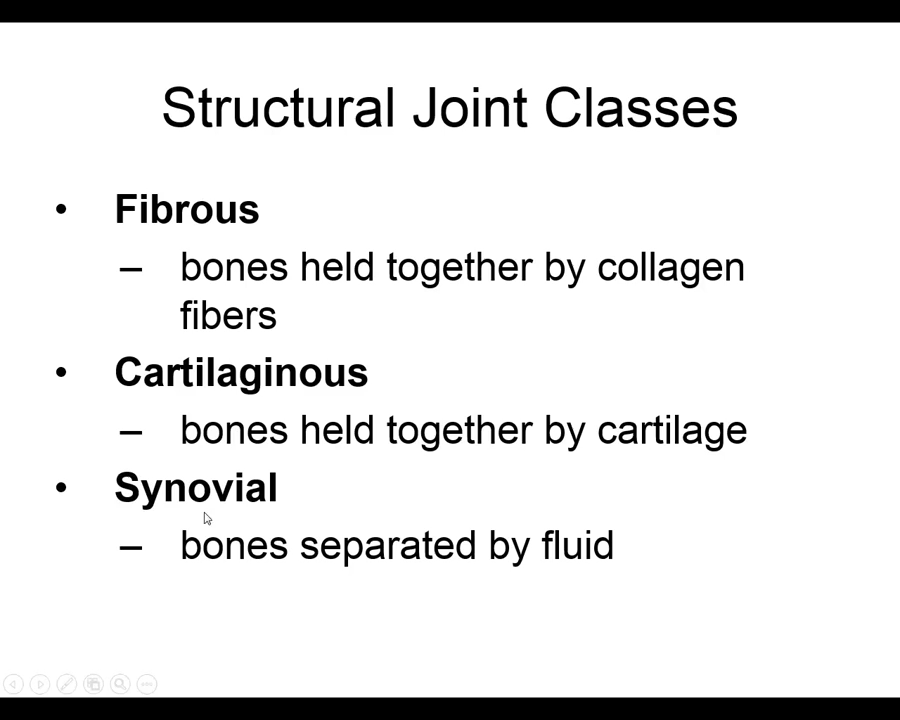 Structural Joint Classes
• Fibrous
– bones held together by collagen
fibers
• Cartilaginous
– bones held together by cartilage
• Synovial
– bones separated by fluid